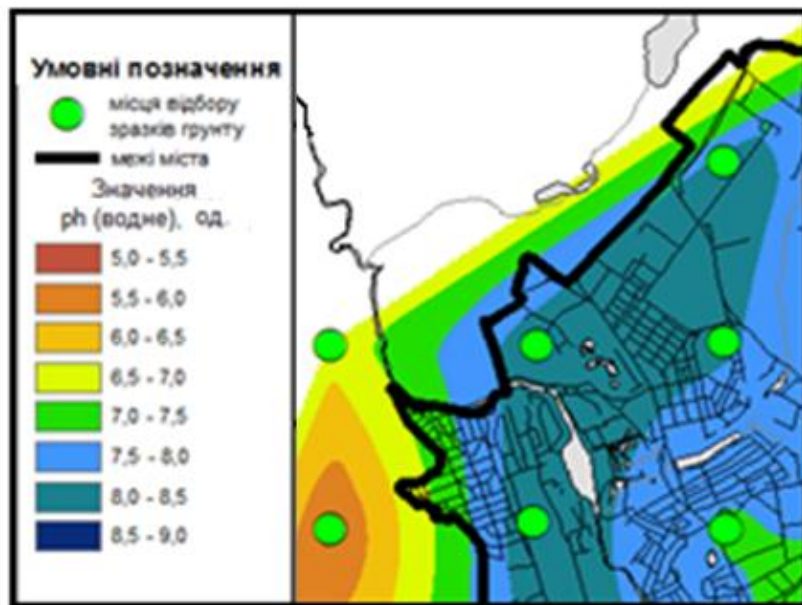 Умовні позначення
місця відбору
зразків грунту
межі міста
Значення
ph (водне), од.
5,0 - 5,5
5,5 - 6,0
6,0 - 6,5
6,5 - 7,0
7,0 - 7,5
7,5 - 8,0
8,0 - 8,5
8,5 - 9,0